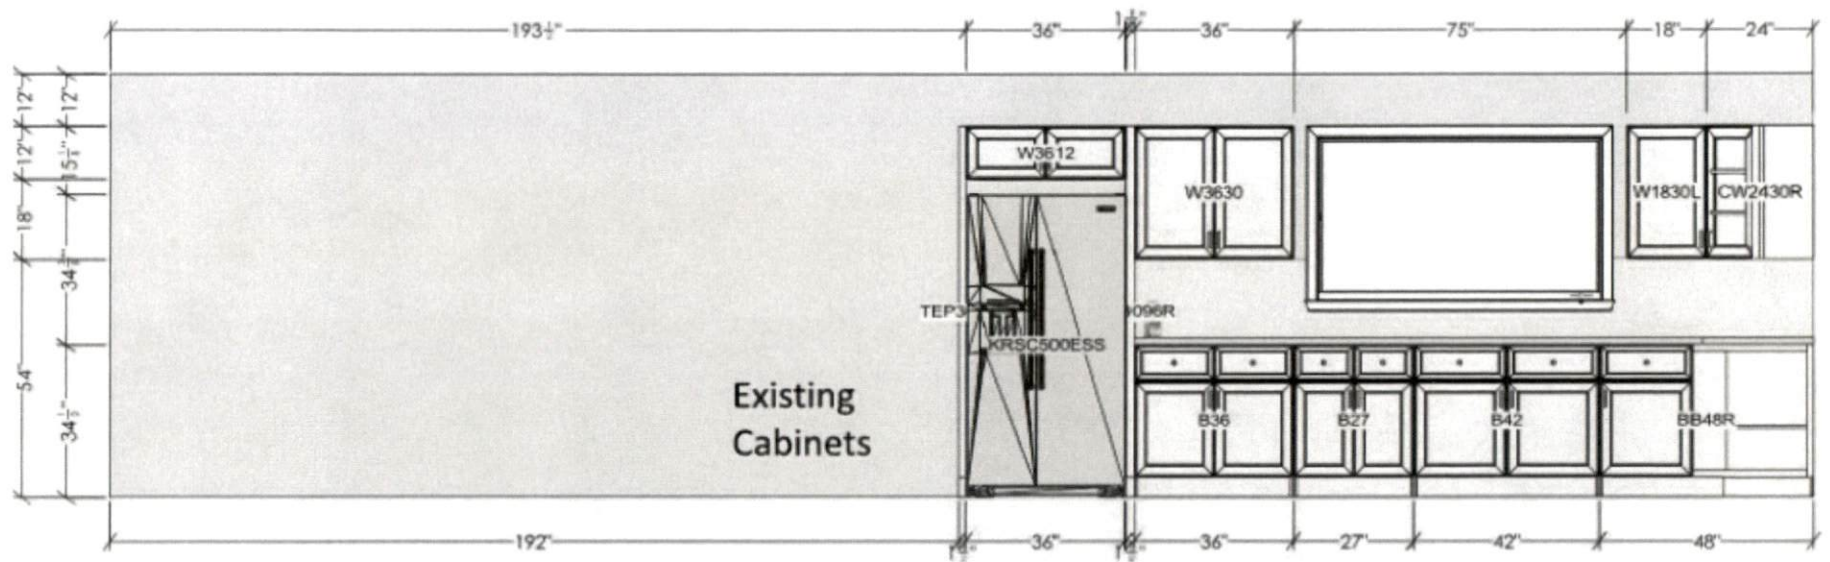 193½" 36" 1½" 36" 75" 18" 24"
12" 12"
12" 15½"
18"
34½"
54"
34½"
W3612
W3630
W1830L CW2430R
TEP3 096R
KRSC500ESS
Existing
Cabinets
B36 B27 B42 BB48R
192" 1½" 36" 1½" 36" 27" 42" 48"